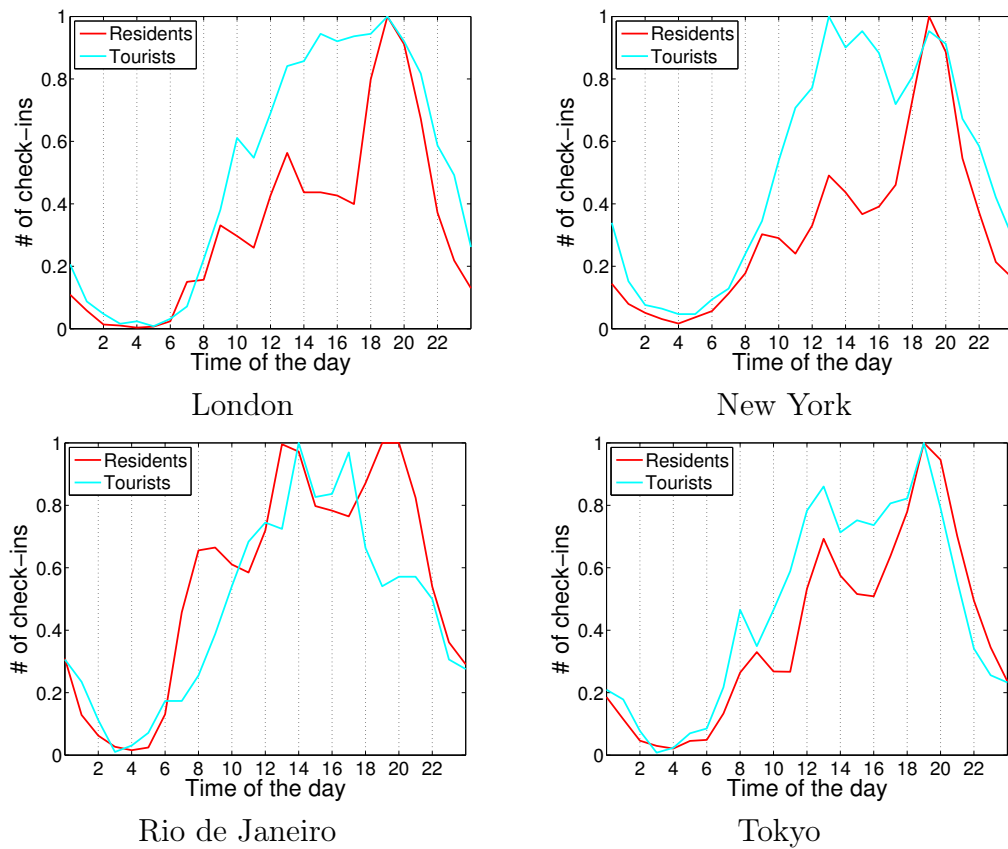 1
0.8
0.6
0.4
0.2
0
# of check-ins
Residents
Tourists
2 4 6 8 10 12 14 16 18 20 22
Time of the day
London
1
0.8
0.6
0.4
0.2
0
# of check-ins
Residents
Tourists
2 4 6 8 10 12 14 16 18 20 22
Time of the day
New York
1
0.8
0.6
0.4
0.2
0
# of check-ins
Residents
Tourists
2 4 6 8 10 12 14 16 18 20 22
Time of the day
Rio de Janeiro
1
0.8
0.6
0.4
0.2
0
# of check-ins
Residents
Tourists
2 4 6 8 10 12 14 16 18 20 22
Time of the day
Tokyo